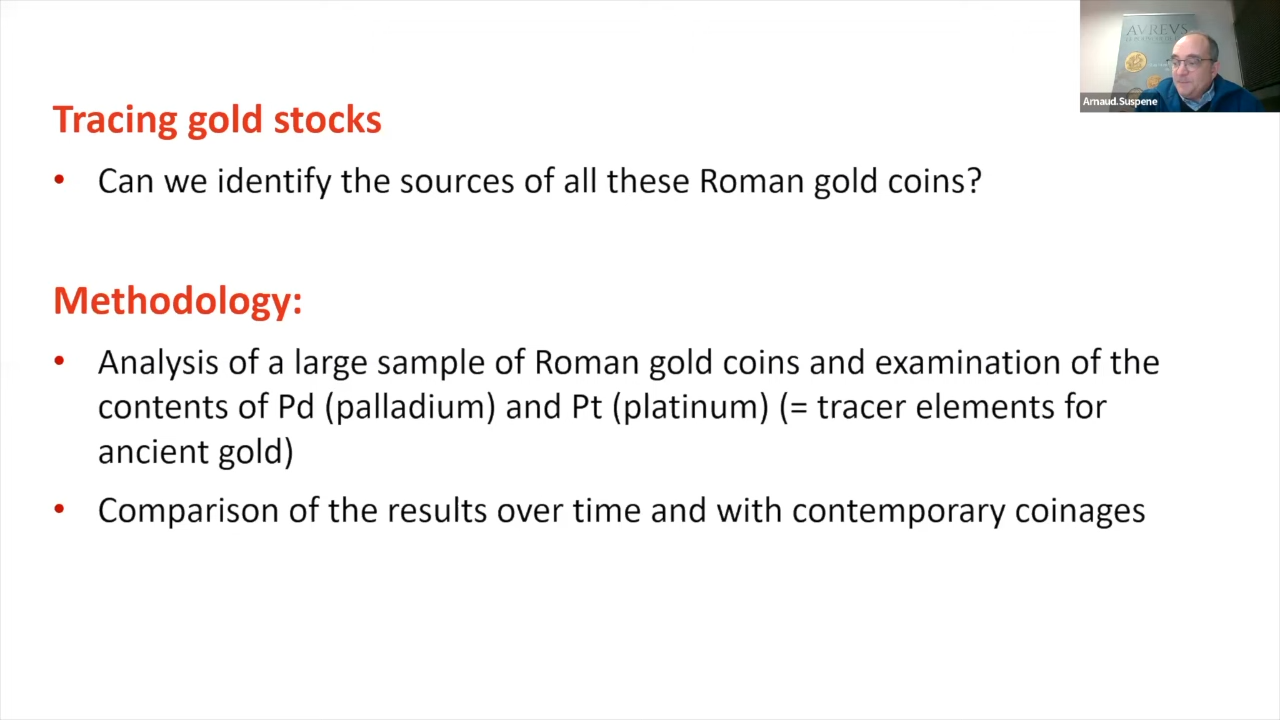 AVREVS
Arnaud.Suspene
Tracing gold stocks
• Can we identify the sources of all these Roman gold coins?
Methodology:
• Analysis of a large sample of Roman gold coins and examination of the
contents of Pd (palladium) and Pt (platinum) (= tracer elements for
ancient gold)
• Comparison of the results over time and with contemporary coinages